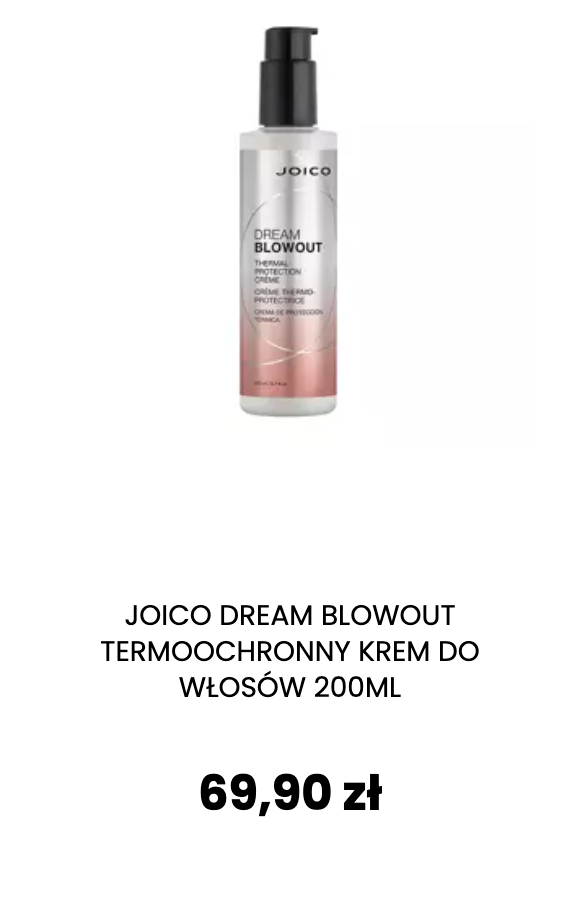 JOICO
DREAM
BLOWOUT
THERMAL
PROTECTION
CRÈME
CRÈME THERMO-
PROTECTRICE
CREMA DE PROTECCIÓN
TÉRMICA
JOICO DREAM BLOWOUT
TERMOOCHRONNY KREM DO
WŁOSÓW 200ML
69,90 zł